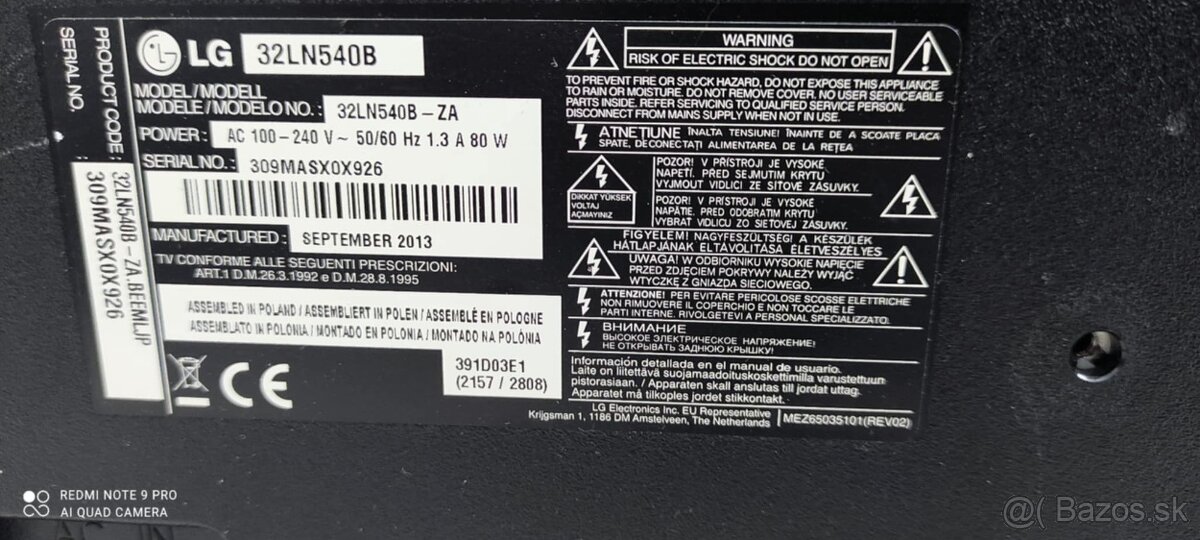 LG 32LN540B
MODEL / MODELL
MODELE / MODELO NO. : 32LN540B – ZA
POWER : AC 100 – 240 V ~ 50/60 Hz 1.3 A 80 W
SERIAL NO. : 309MASX0X926
MANUFACTURED : SEPTEMBER 2013
TV CONFORME ALLE SEGUENTI PRESCRIZIONI:
ART.1 D.M.26.3.1992 e D.M.28.8.1995
ASSEMBLED IN POLAND / ASSEMBLIERT IN POLEN / ASSEMBLÉ EN POLOGNE
ASSEMBLATO IN POLONIA / MONTADO EN POLONIA / MONTADO NA POLÓNIA
CE
391D03E1
(2157 / 2808)
PRODUCT CODE : 32LN540B – ZA.BEEMLJP
SERIAL NO. 309MASX0X926
WARNING
RISK OF ELECTRIC SHOCK DO NOT OPEN
TO PREVENT FIRE OR SHOCK HAZARD, DO NOT EXPOSE THIS APPLIANCE
TO RAIN OR MOISTURE. DO NOT REMOVE COVER. NO USER SERVICEABLE
PARTS INSIDE. REFER SERVICING TO QUALIFIED SERVICE PERSON.
DISCONNECT FROM MAINS SUPPLY WHEN NOT IN USE.
ATNEȚIUNE ÎNALTA TENSIUNE! ÎNAINTE DE A SCOATE PLACA
SPATE, DECONECTAȚI ALIMENTAREA DE LA REȚEA
DİKKAT YÜKSEK
VOLTAJ
AÇMAYINIZ
POZOR! V PŘÍSTROJI JE VYSOKÉ
NAPETÍ. PŘED SEJMUTIM KRYTU
VYJMOUT VIDLICI ZE SÍTOVÉ ZÁSUVKY.
POZOR! V PRÍSTROJI JE VYSOKÉ
NAPÄTIE. PRED ODOBRATIM KRYTU
VYBRAT VIDLICU ZO SIEŤOVEJ ZÁSUVKY.
FIGYELEM! NAGYFESZÜLTSÉG! A KÉSZÜLEK
HÁTLAPJÁNAK ELTÁVOLÍTÁSA ÉLETVESZÉLYES
UWAGA! W ODBIORNIKU WYSOKIE NAPIĘCIE
PRZED ZDJĘCIEM POKRYWY NALEŻY WYJĄĆ
WTYCZKĘ Z GNIAZDA SIECIOWEGO.
ATTENZIONE! PER EVITARE PERICOLOSE SCOSSE ELETTRICHE
NON RIMUOVERE IL COPERCHIO E NON TOCCARE LE
PARTI INTERNE. RIVOLGETEVI A PERSONAL SPECIALIZZATO.
ВНИМАНИЕ
ВЫСОКОЕ ЭЛЕКТРИЧЕСКОЕ НАПРЯЖЕНИЕ!
НЕ ОТКРЫВАТЬ ЗАДНЮЮ КРЫШКУ!
Información detallada en el manual de usuario.
Laite on liitettävä suojamaadoituskoskettimilla varustettuun
pistorasiaan. / Apparaten skall anslutas till jordat uttag.
Apparatet må tilkoples jordet stikkontakt.
LG Electronics Inc. EU Representative
Krijgsman 1, 1186 DM Amstelveen, The Netherlands
MEZ65035101(REV02)
REDMI NOTE 9 PRO
AI QUAD CAMERA
@( Bazos.sk